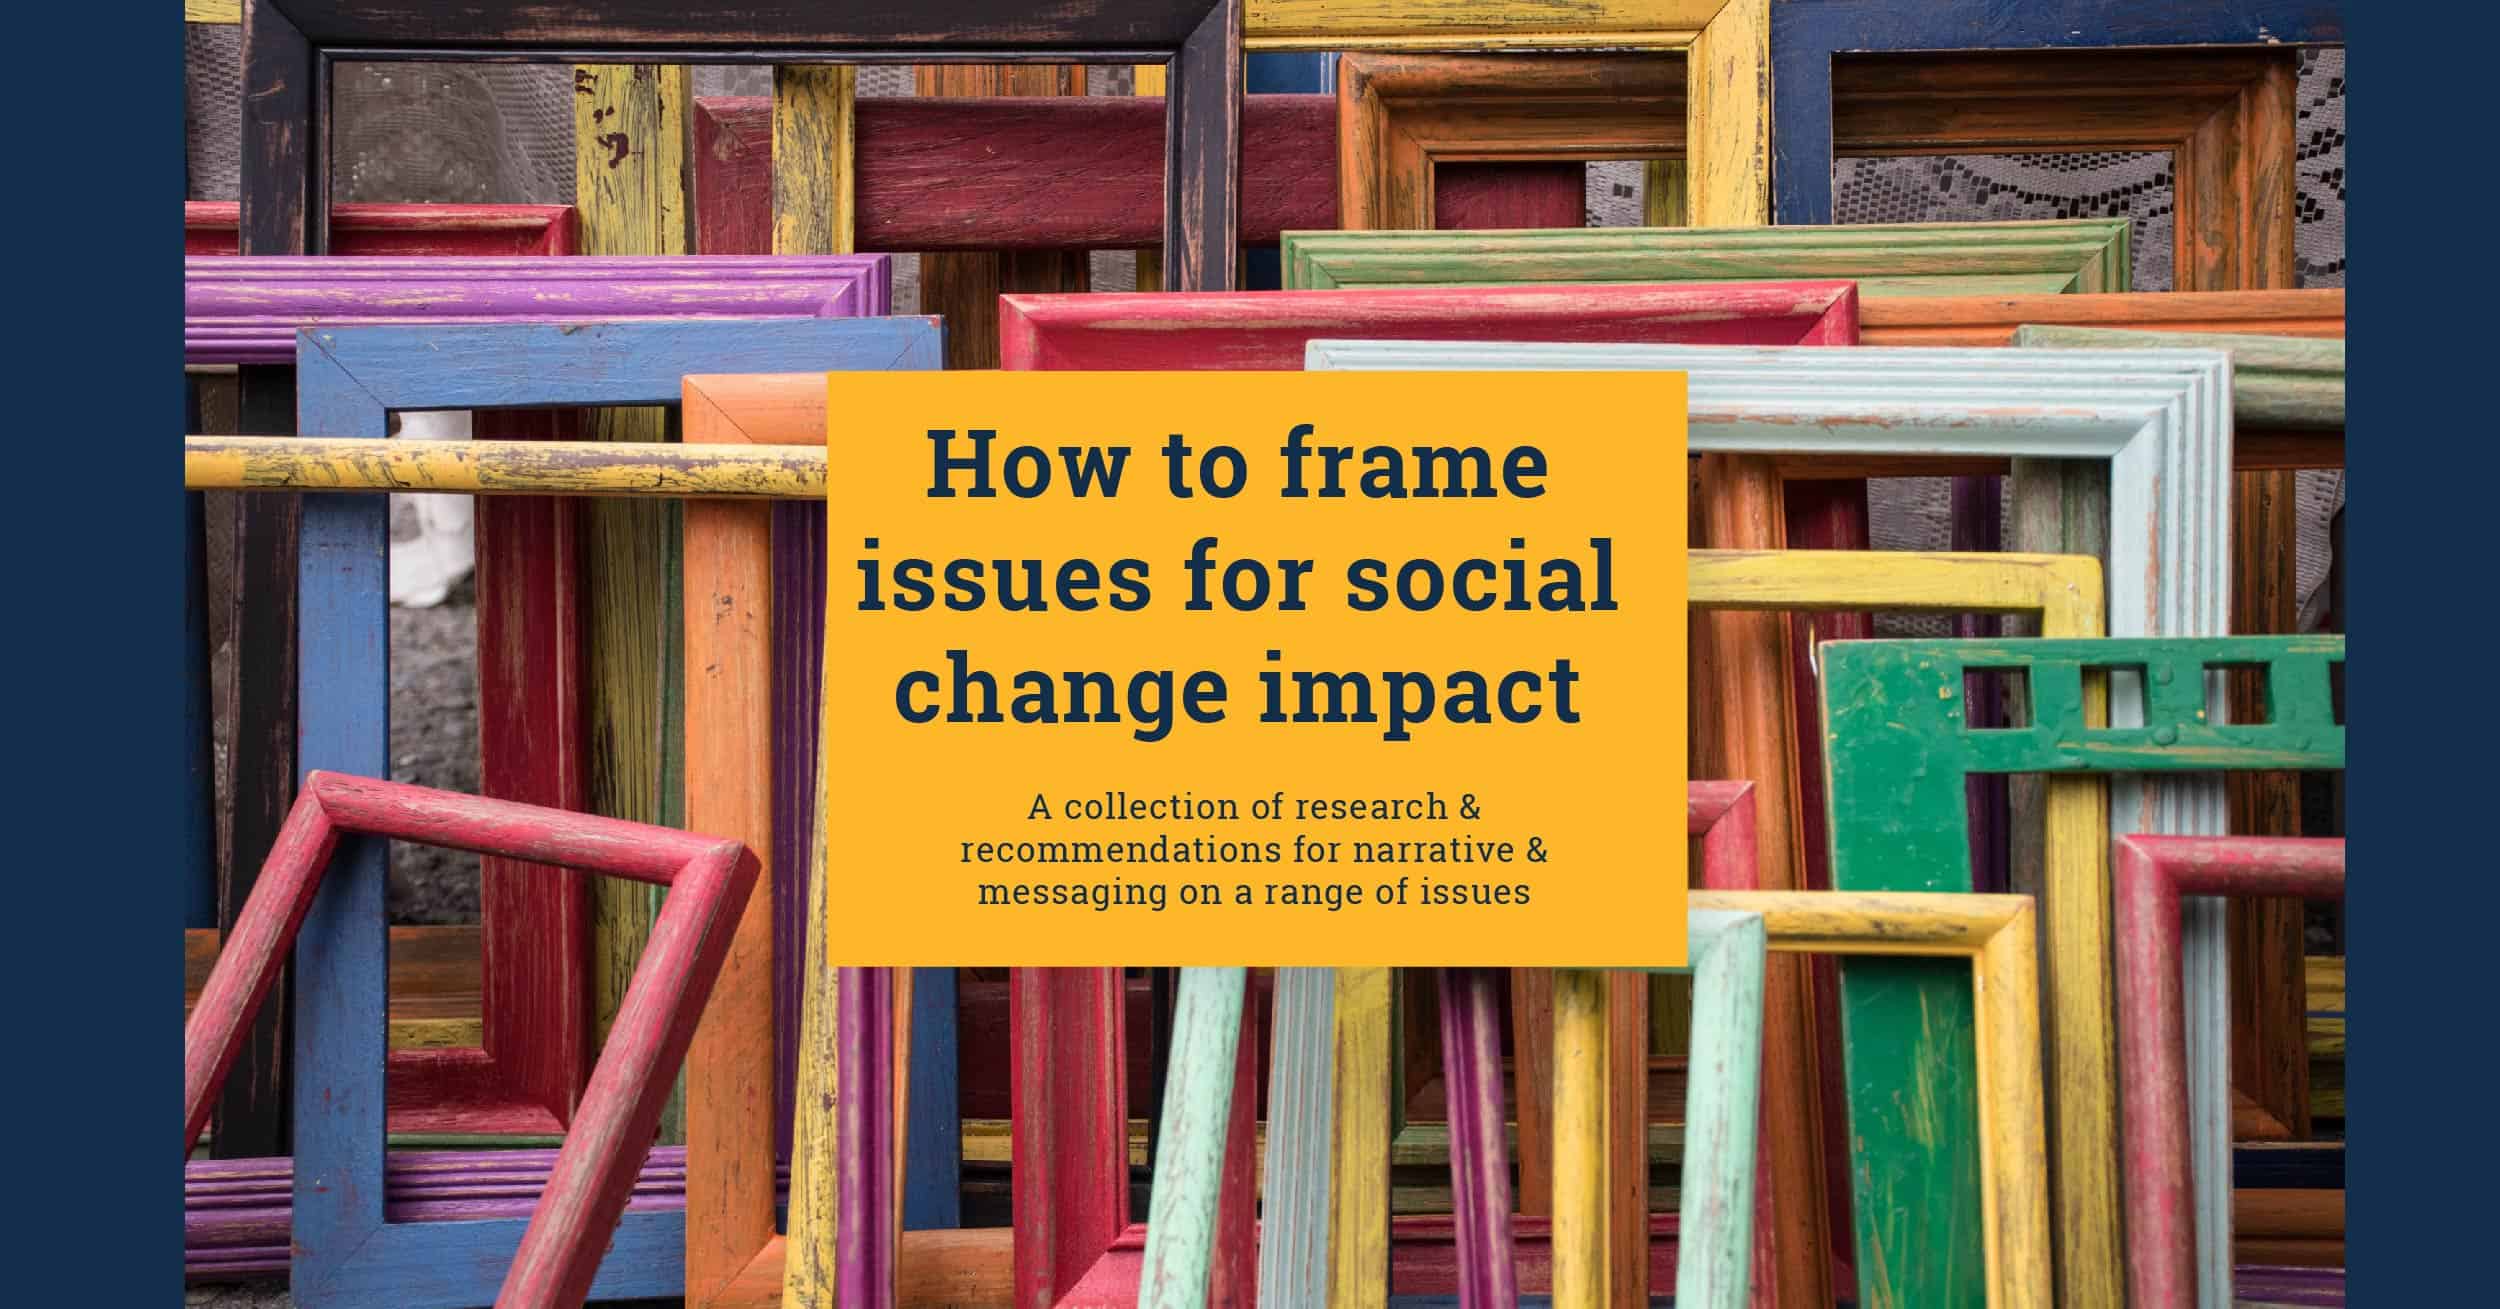 How to frame
issues for social
change impact
A collection of research &
recommendations for narrative &
messaging on a range of issues